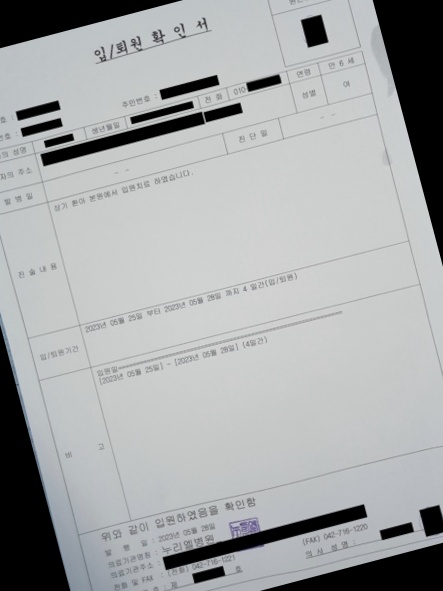 입/퇴원 확인서
주민번호 :
생년월일 전화 010- 연령 만 6 세
성별 여
발병일 - - 진단일 - -
진술내용 상기 환아 본원에서 입원치료 하였습니다.
입/퇴원기간 2023년 05월 25일 부터 2023년 05월 28일 까지 4 일간(입/퇴원)
비 고 입원일
[2023년 05월 25일] - [2023년 05월 28일] (4일간)
위와 같이 입원하였음을 확인함
발 행 일 : 2023년 05월 28일
의료기관명칭 : 누리엘병원
의료기관주소 :
전화 및 FAX : (전화) 042-716-1221 (FAX) 042-716-1220
제 호 의 사 성 명 :